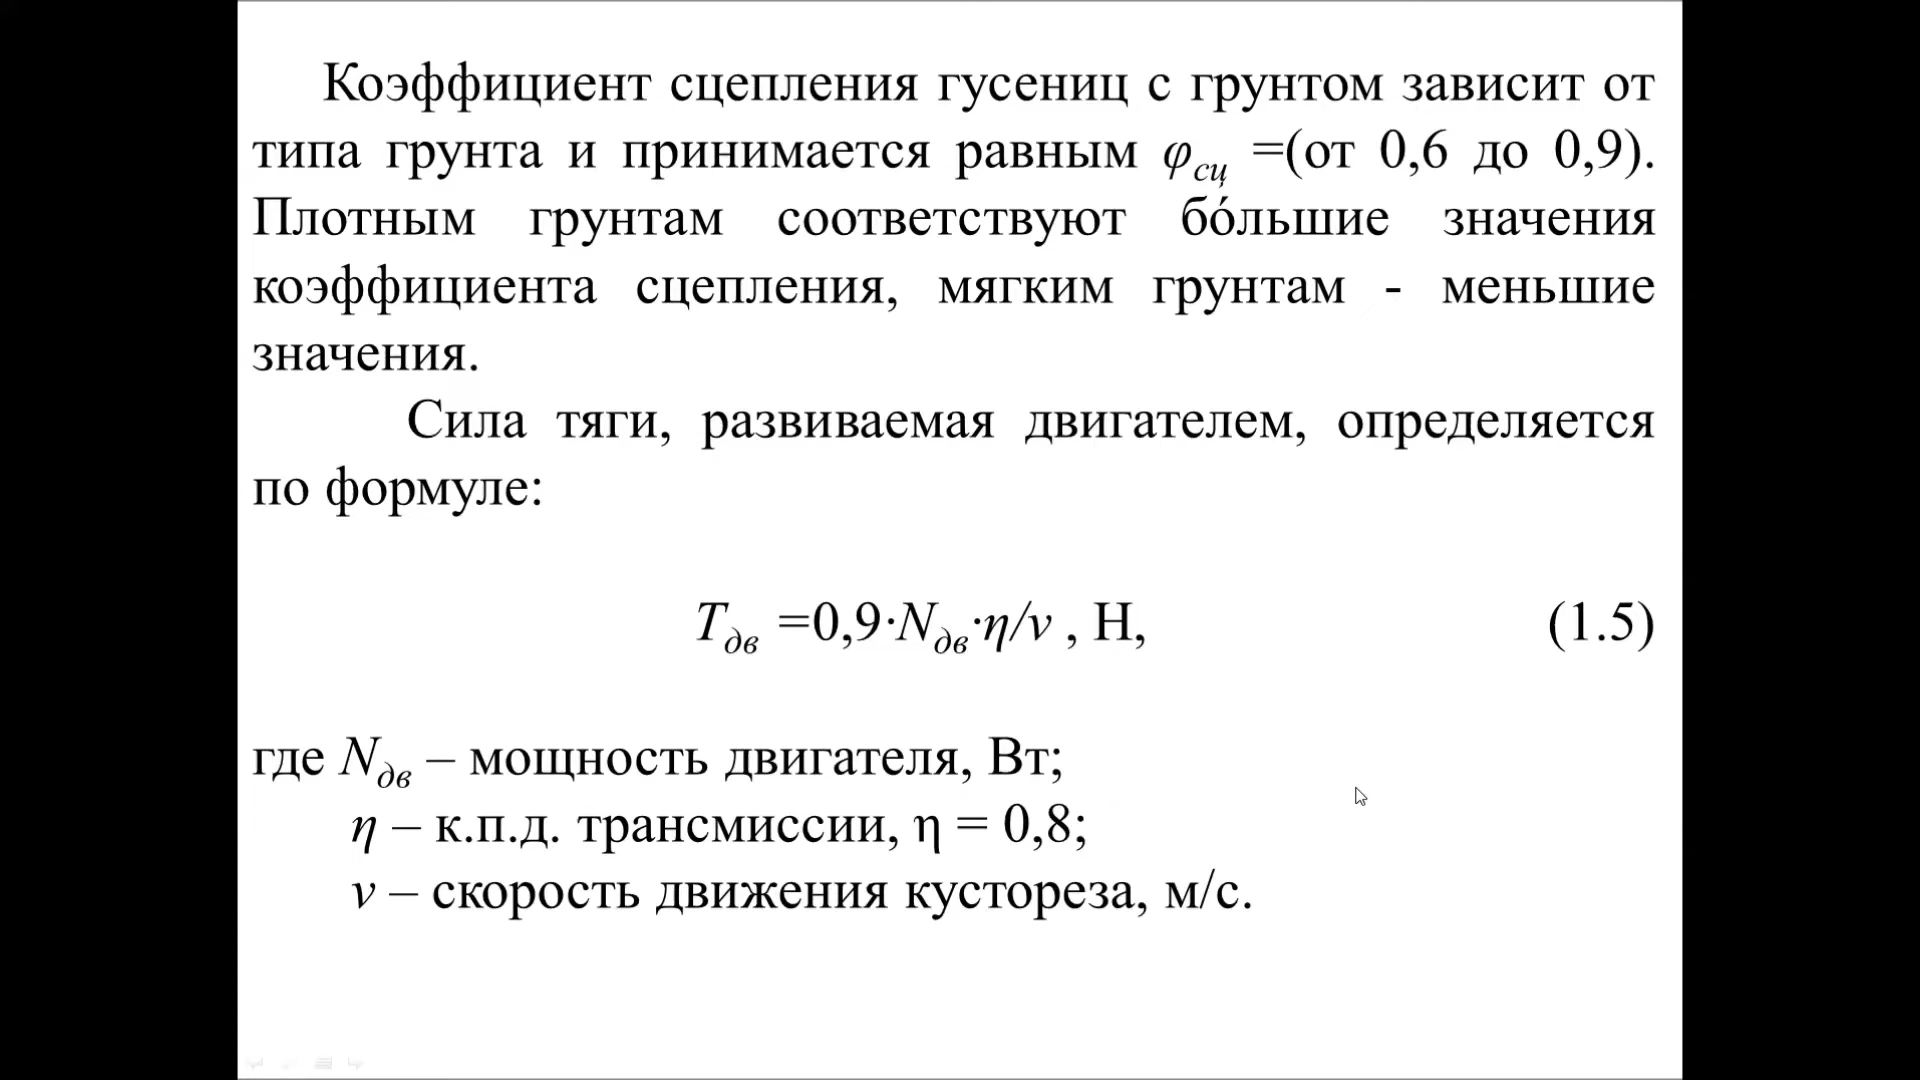 Коэффициент сцепления гусениц с грунтом зависит от
типа грунта и принимается равным φсц =(от 0,6 до 0,9).
Плотным грунтам соответствуют бо́льшие значения
коэффициента сцепления, мягким грунтам - меньшие
значения.
Сила тяги, развиваемая двигателем, определяется
по формуле:
Tдв =0,9·Nдв·η/v , Н, (1.5)
где Nдв – мощность двигателя, Вт;
η – к.п.д. трансмиссии, η = 0,8;
v – скорость движения кустореза, м/с.